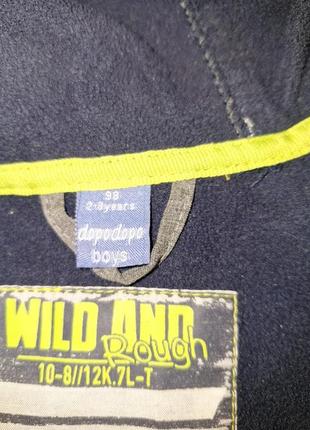 98
2-3years
dopodopo
boys
WILD AND
Rough
10-8//12K.7L-T